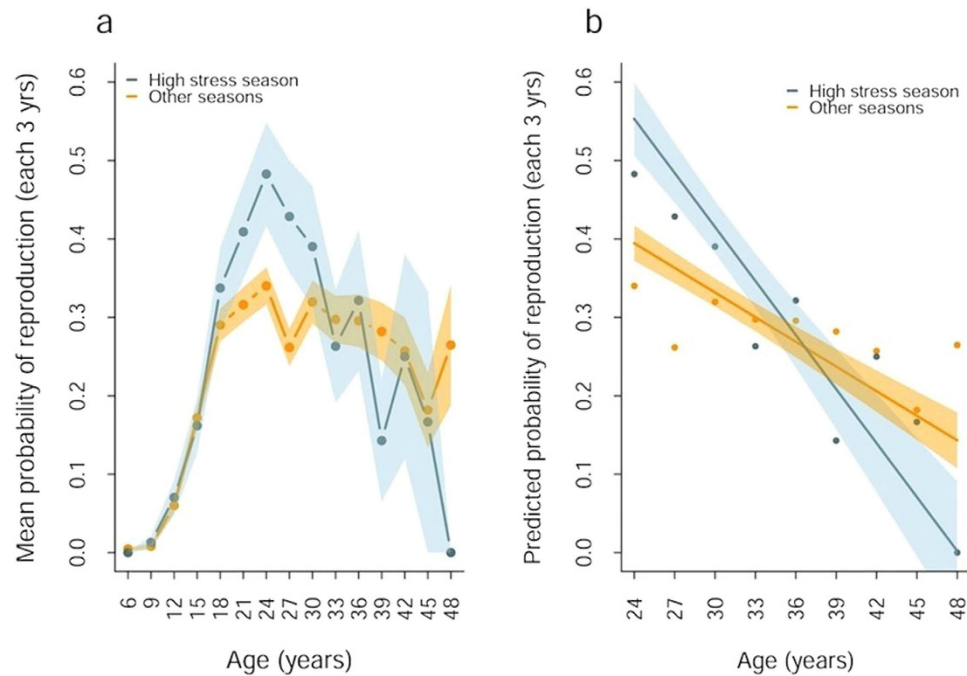 a
Mean probability of reproduction (each 3 yrs)
0.6
0.5
0.4
0.3
0.2
0.1
0.0
High stress season
Other seasons
6 9 12 15 18 21 24 27 30 33 36 39 42 45 48
Age (years)
b
Predicted probability of reproduction (each 3 yrs)
0.6
0.5
0.4
0.3
0.2
0.1
0.0
High stress season
Other seasons
24 27 30 33 36 39 42 45 48
Age (years)